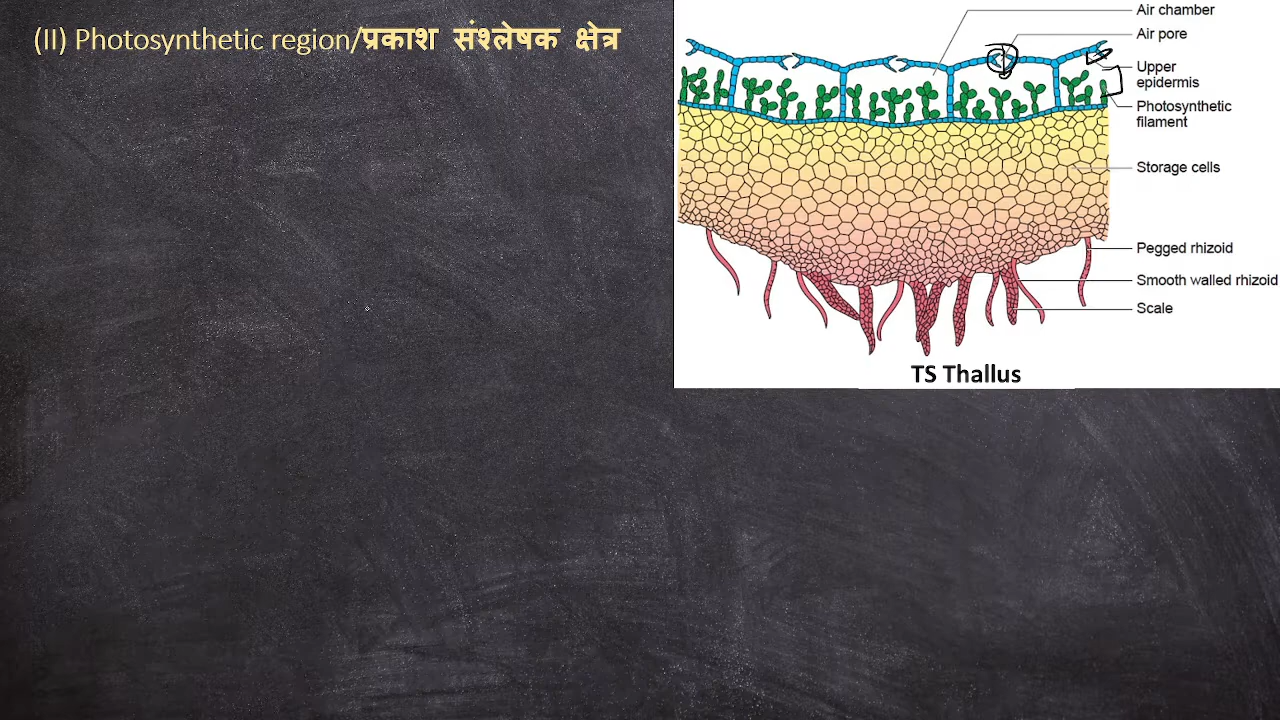 (II) Photosynthetic region/प्रकाश संश्लेषक क्षेत्र
Air chamber
Air pore
Upper
epidermis
Photosynthetic
filament
Storage cells
Pegged rhizoid
Smooth walled rhizoid
Scale
TS Thallus